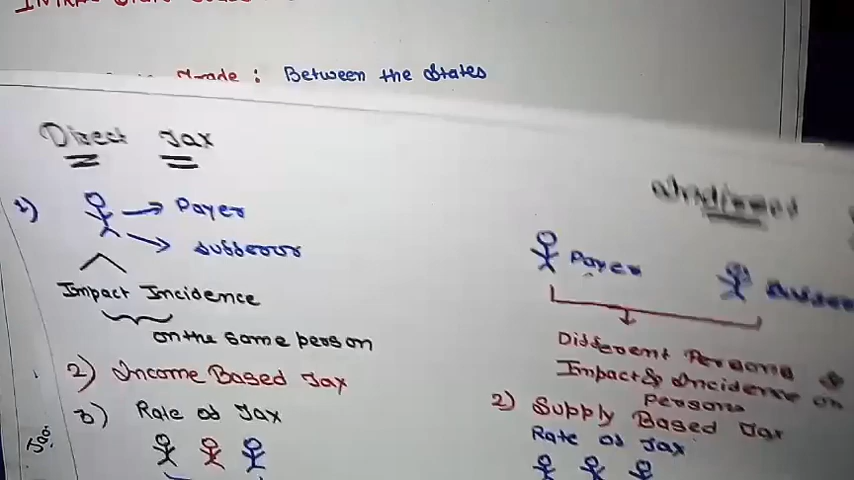 Trade : Between the States
Direct Tax
1) Payer
Sufferer
Impact Incidence
on the same person
2) Income Based Tax
3) Rate of Tax
Payer
Different Persons &
Impact & Incidence on
Persons
2) Supply Based Tax
Rate of Tax